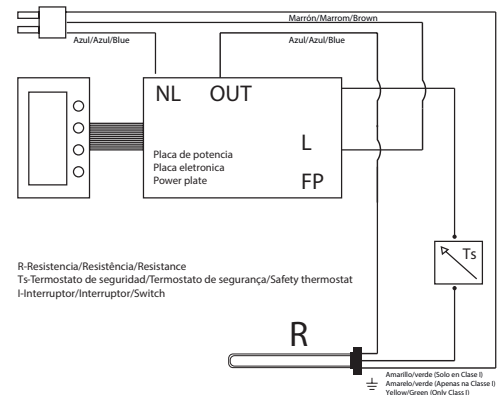 Marrón/Marrom/Brown
Azul/Azul/Blue
Azul/Azul/Blue
NL OUT
L
FP
Placa de potencia
Placa eletronica
Power plate
Ts
R-Resistencia/Resistência/Resistance
Ts-Termostato de seguridad/Termostato de segurança/Safety thermostat
I-Interruptor/Interruptor/Switch
R
Amarillo/verde (Solo en Clase I)
Amarelo/verde (Apenas na Classe I)
Yellow/Green (Only Class I)